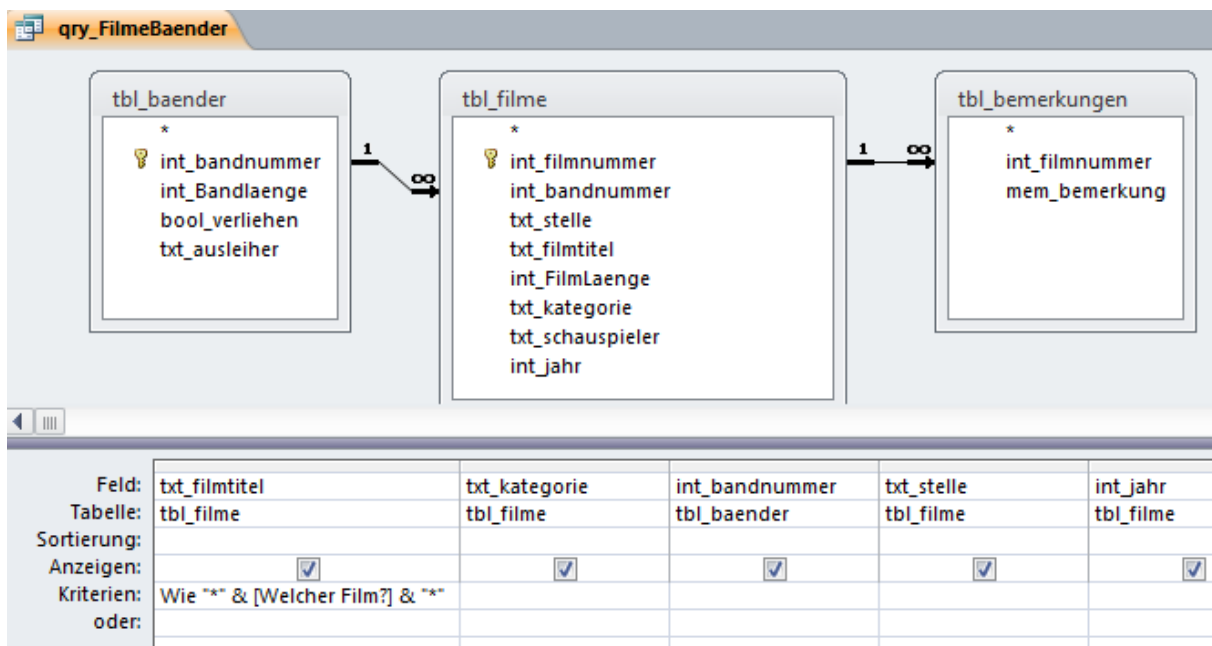 qry_FilmeBaender
tbl_baender
*
int_bandnummer
int_Bandlaenge
bool_verliehen
txt_ausleiher
1
∞
tbl_filme
*
int_filmnummer
int_bandnummer
txt_stelle
txt_filmtitel
int_FilmLaenge
txt_kategorie
txt_schauspieler
int_jahr
1
∞
tbl_bemerkungen
*
int_filmnummer
mem_bemerkung
Feld: txt_filmtitel txt_kategorie int_bandnummer txt_stelle int_jahr
Tabelle: tbl_filme tbl_filme tbl_baender tbl_filme tbl_filme
Sortierung:
Anzeigen:
Kriterien: Wie "*" & [Welcher Film?] & "*"
oder: